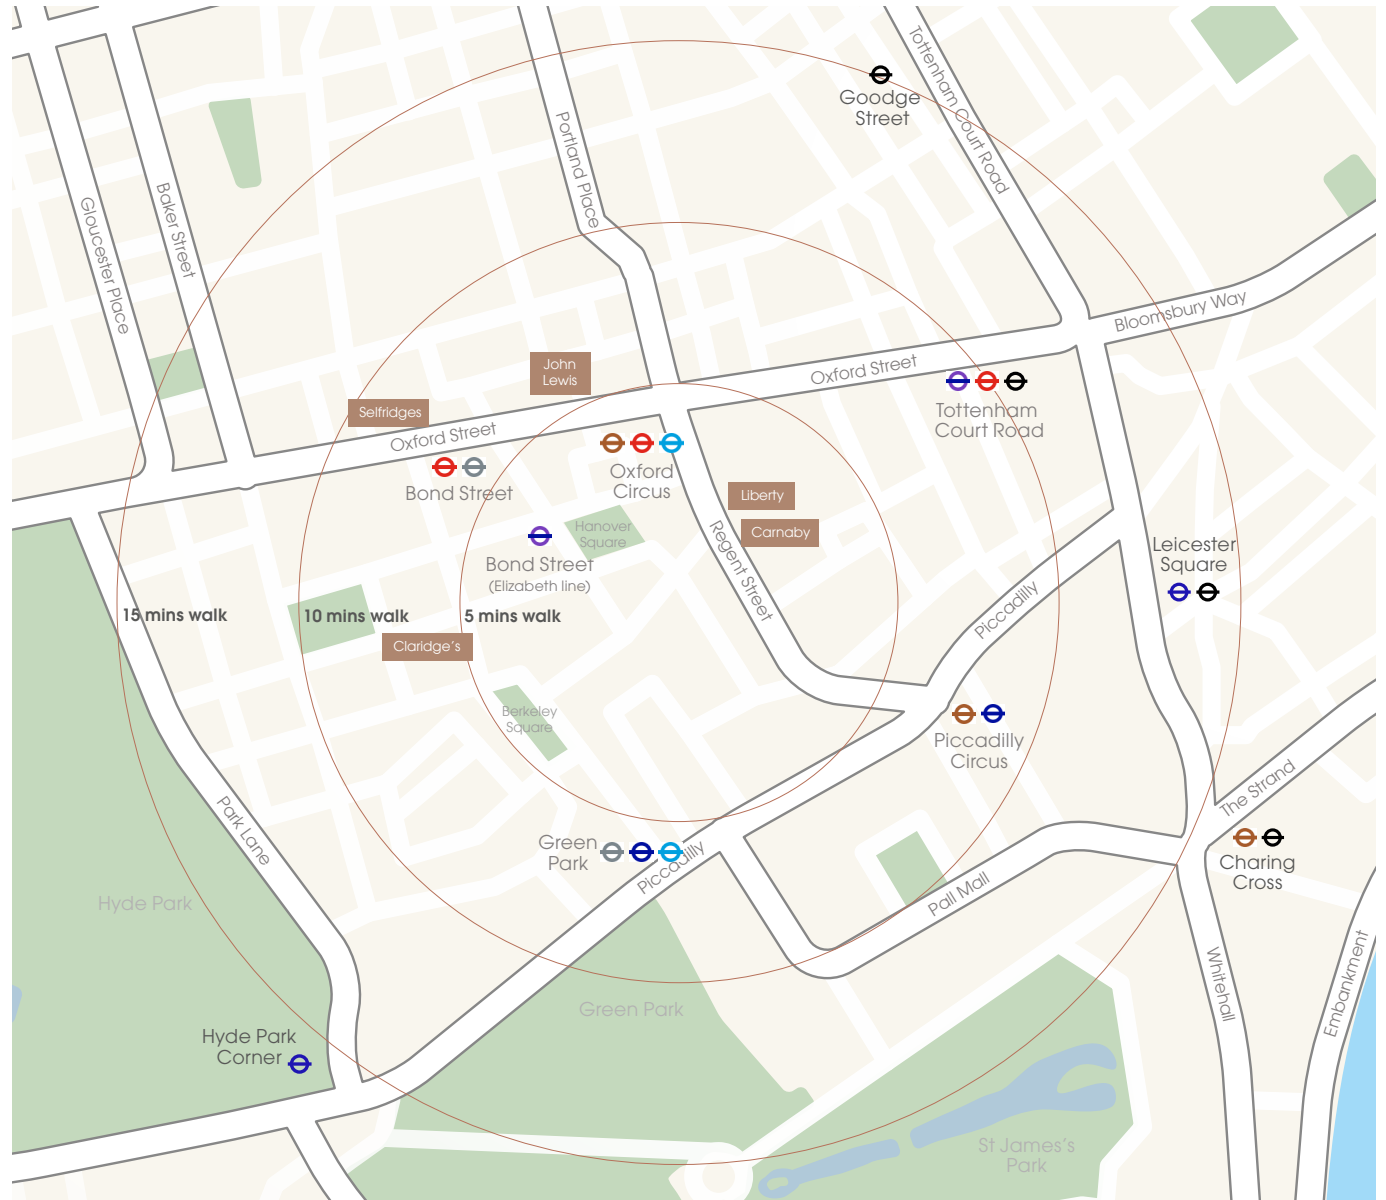 Goodge
Street
Tottenham Court Road
Portland Place
Baker Street
Gloucester Place
Bloomsbury Way
John
Lewis
Oxford Street
Selfridges
Oxford Street
Tottenham
Court Road
Bond Street
Oxford
Circus
Liberty
Carnaby
Hanover
Square
Regent Street
Bond Street
(Elizabeth line)
Leicester
Square
Piccadilly
15 mins walk
10 mins walk
5 mins walk
Claridge's
Berkeley
Square
Piccadilly
Circus
The Strand
Park Lane
Green
Park
Piccadilly
Pall Mall
Charing
Cross
Hyde Park
Whitehall
Embankment
Green Park
Hyde Park
Corner
St James's
Park